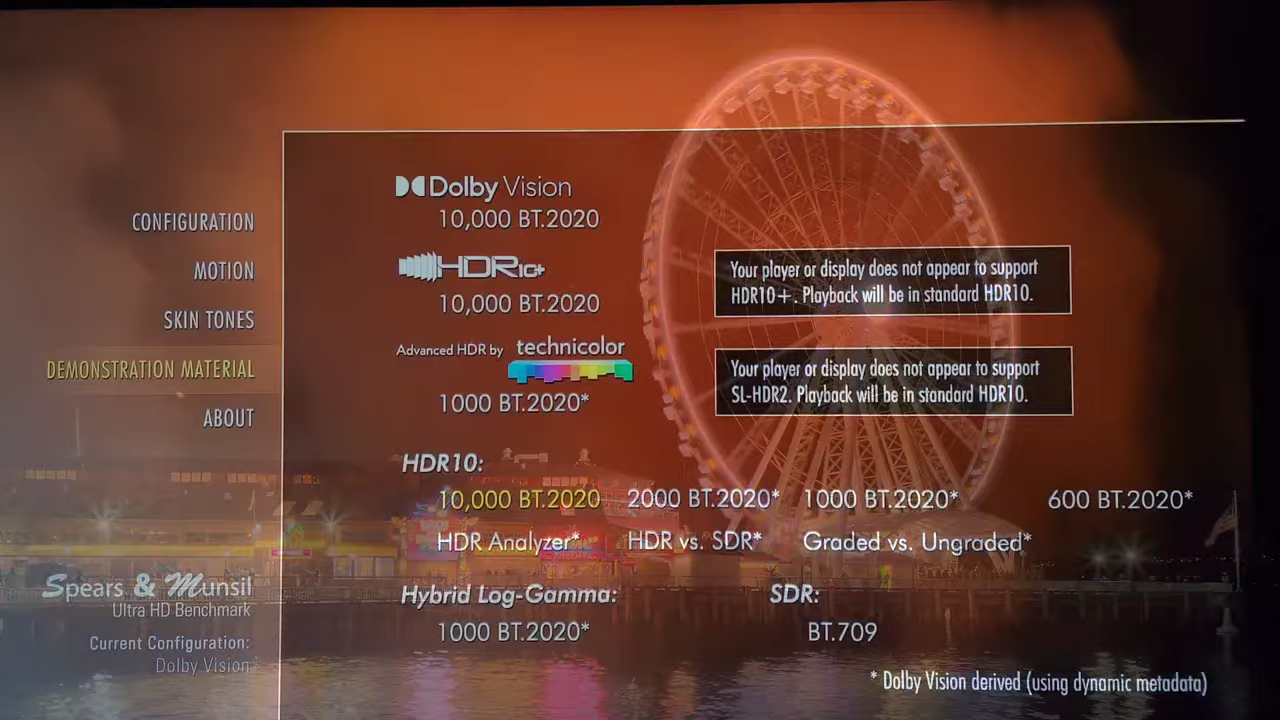 CONFIGURATION
MOTION
SKIN TONES
DEMONSTRATION MATERIAL
ABOUT
Spears & Munsil
Ultra HD Benchmark
Current Configuration:
Dolby Vision
Dolby Vision
10,000 BT.2020
HDR10+
10,000 BT.2020
Your player or display does not appear to support
HDR10+. Playback will be in standard HDR10.
Advanced HDR by technicolor
1000 BT.2020*
Your player or display does not appear to support
SL-HDR2. Playback will be in standard HDR10.
HDR10:
10,000 BT.2020 2000 BT.2020* 1000 BT.2020* 600 BT.2020*
HDR Analyzer* HDR vs. SDR* Graded vs. Ungraded*
Hybrid Log-Gamma: SDR:
1000 BT.2020* BT.709
* Dolby Vision derived (using dynamic metadata)